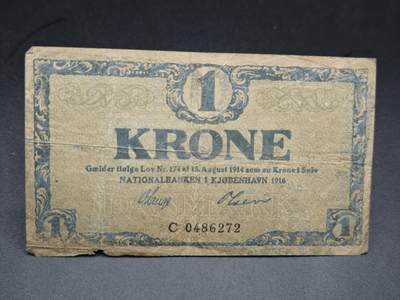 1
KRONE
Gælder ifølge Lov Nr. 174 af 15. August 1914 som en Krone i Sølv
NATIONALBANKEN I KJØBENHAVN 1916
Olsen
1 C 0486272 1